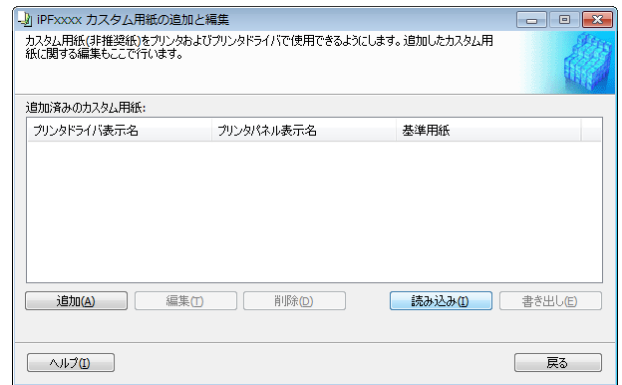 iPFxxxx カスタム用紙の追加と編集
カスタム用紙(非推奨紙)をプリンタおよびプリンタドライバで使用できるようにします。追加したカスタム用
紙に関する編集もここで行います。
追加済みのカスタム用紙:
プリンタドライバ表示名 プリンタパネル表示名 基準用紙
追加(A) 編集(T) 削除(D) 読み込み(I) 書き出し(E)
ヘルプ(I) 戻る